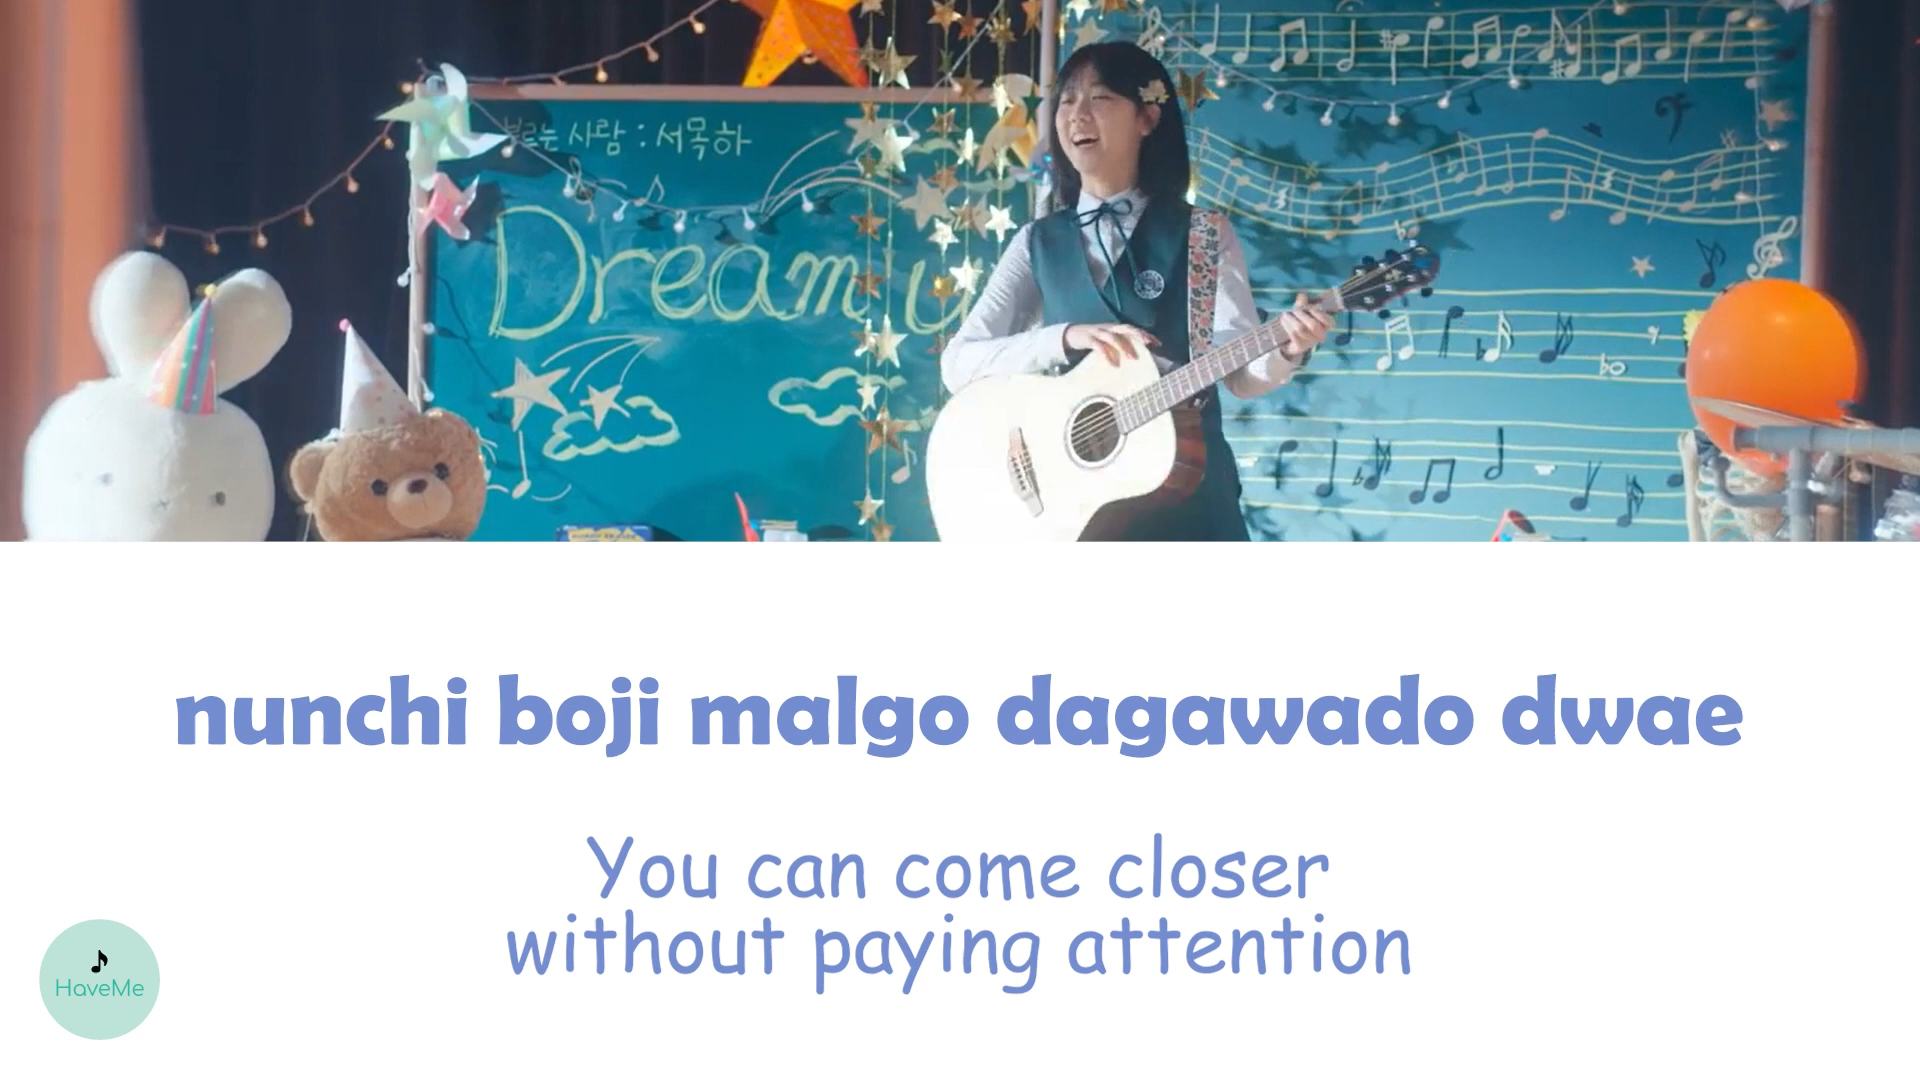 부르는 사람 : 서목하
Dream u
nunchi boji malgo dagawado dwae
You can come closer
without paying attention
HaveMe